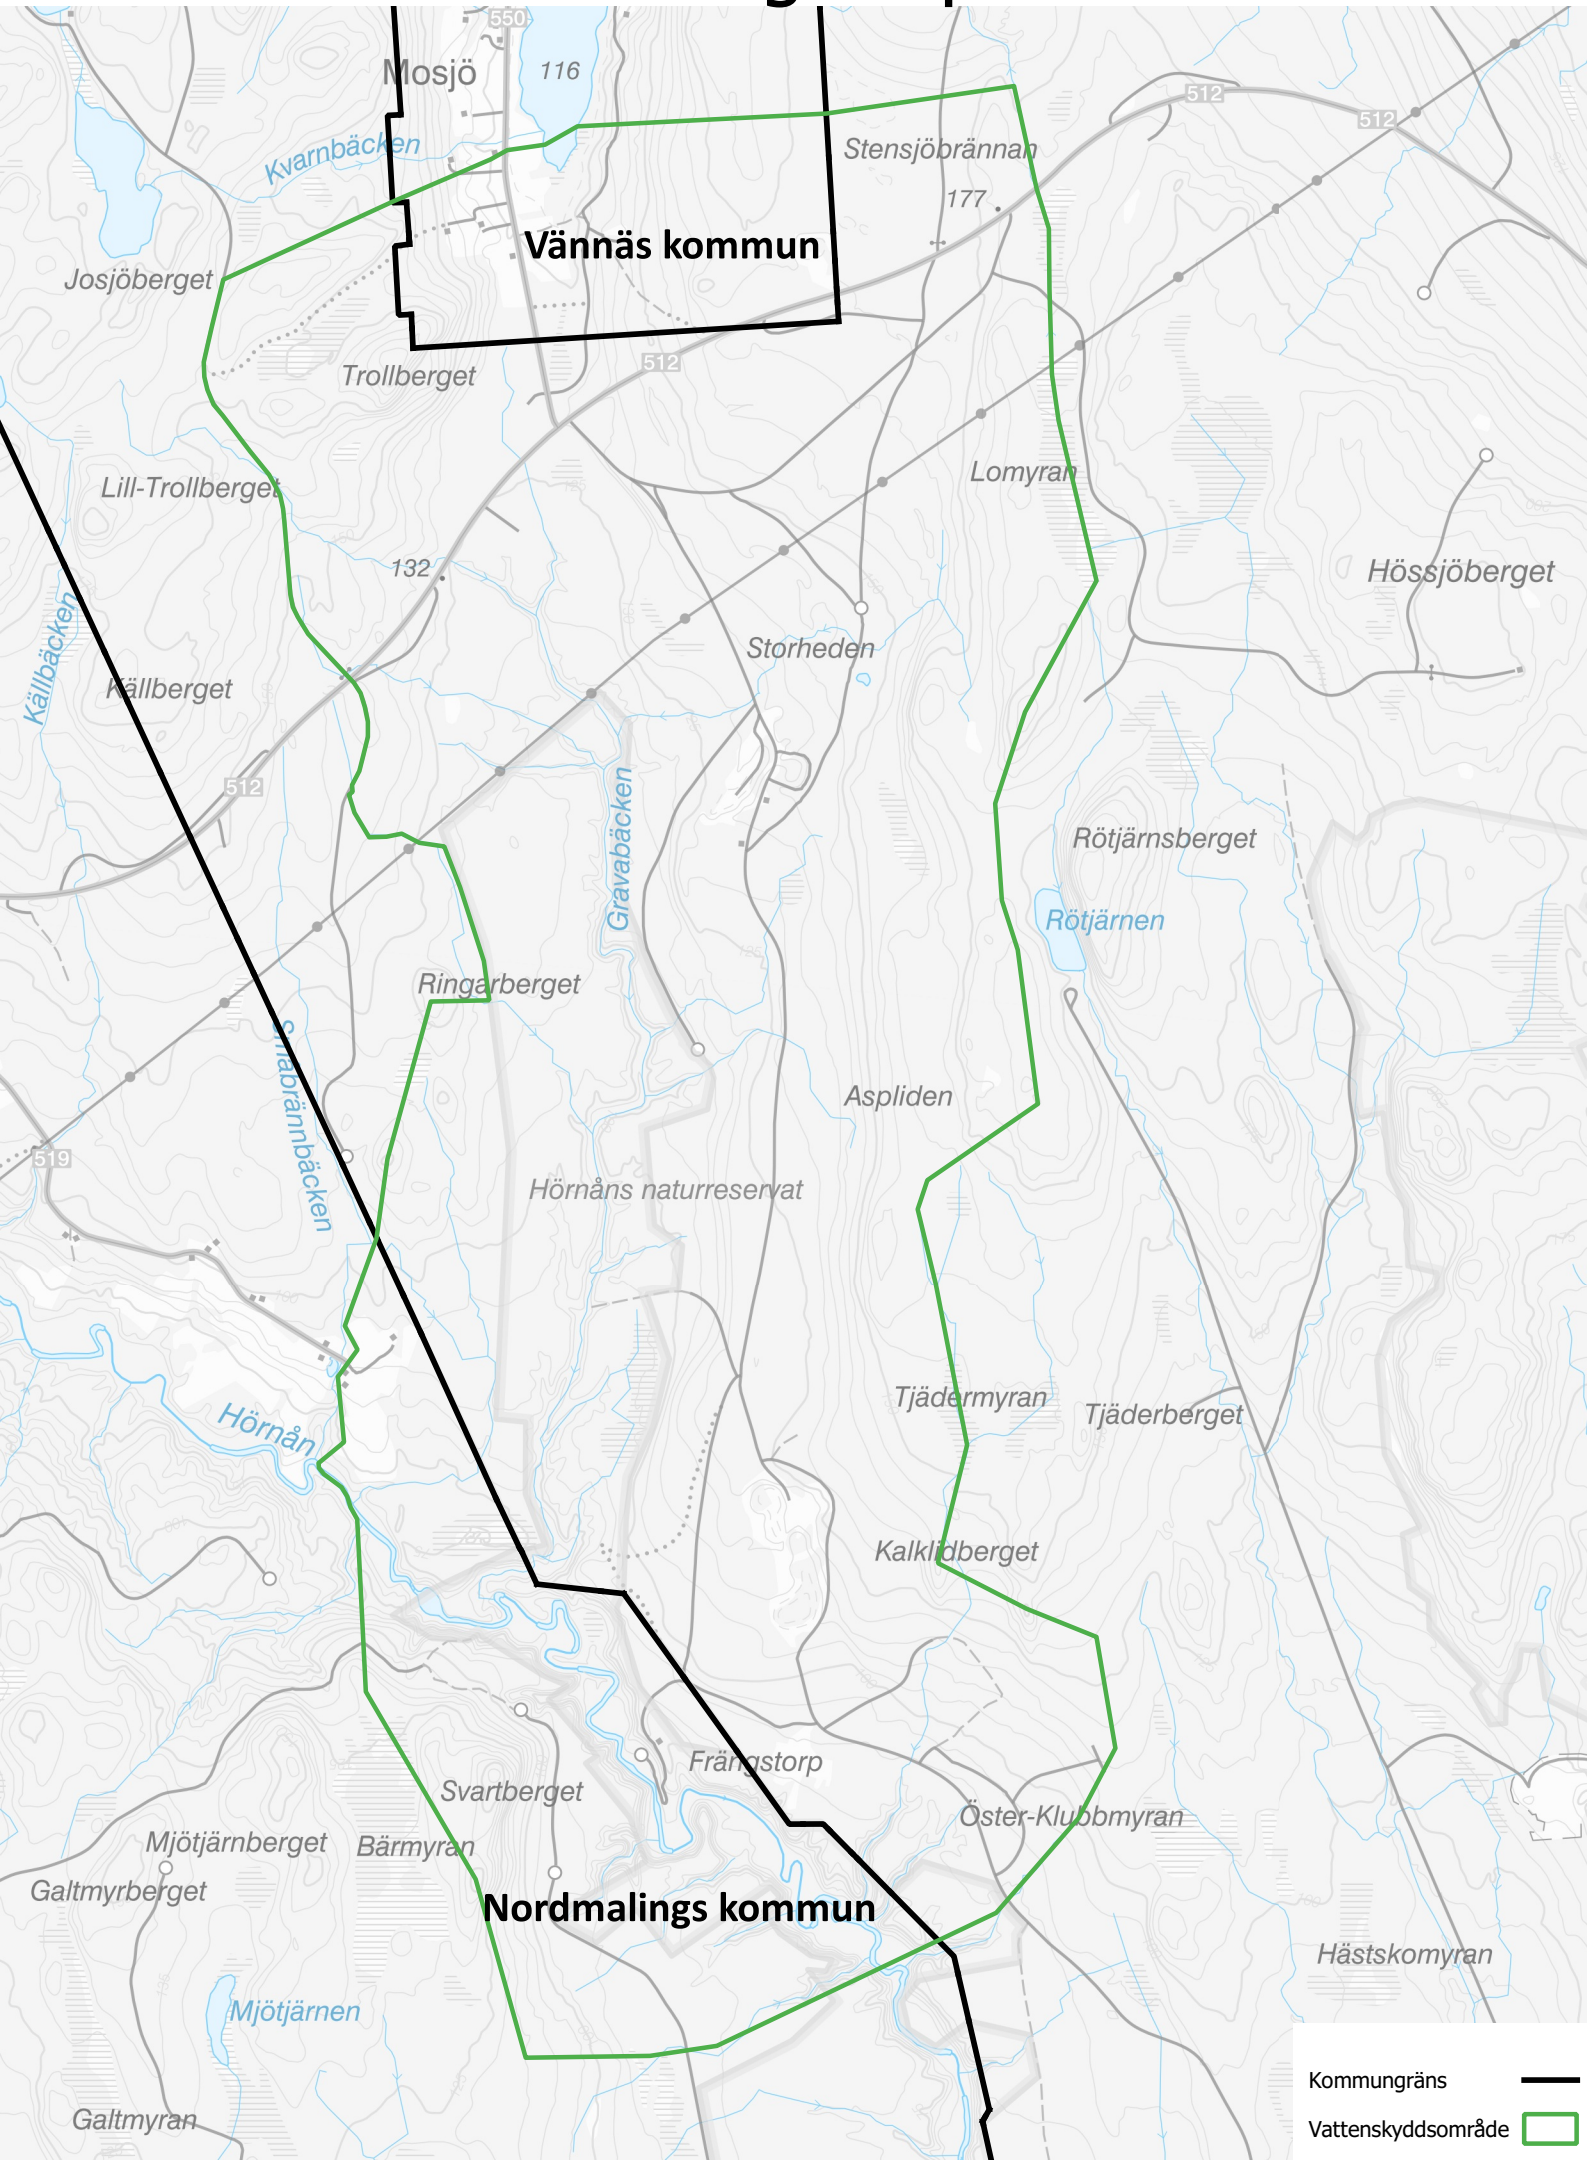 550
Mosjö
116
512
512
Kvarnbäcken
Stensjöbrännan
177
Vännäs kommun
Josjöberget
512
Trollberget
Lill-Trollberget
Lomyran
132
Hössjöberget
Källbäcken
Storheden
Källberget
512
Gravabäcken
Rötjärnsberget
Rötjärnen
Ringarberget
Småbrännbäcken
Aspliden
519
Hörnåns naturreservat
Hörnån
Tjädermyran
Tjäderberget
Kalklidberget
Frängstorp
Svartberget
Öster-Klubbmyran
Mjötjärnberget
Bärmyran
Galtmyrberget
Nordmalings kommun
Hästskomyran
Mjötjärnen
Kommungräns
Galtmyran
Vattenskyddsområde